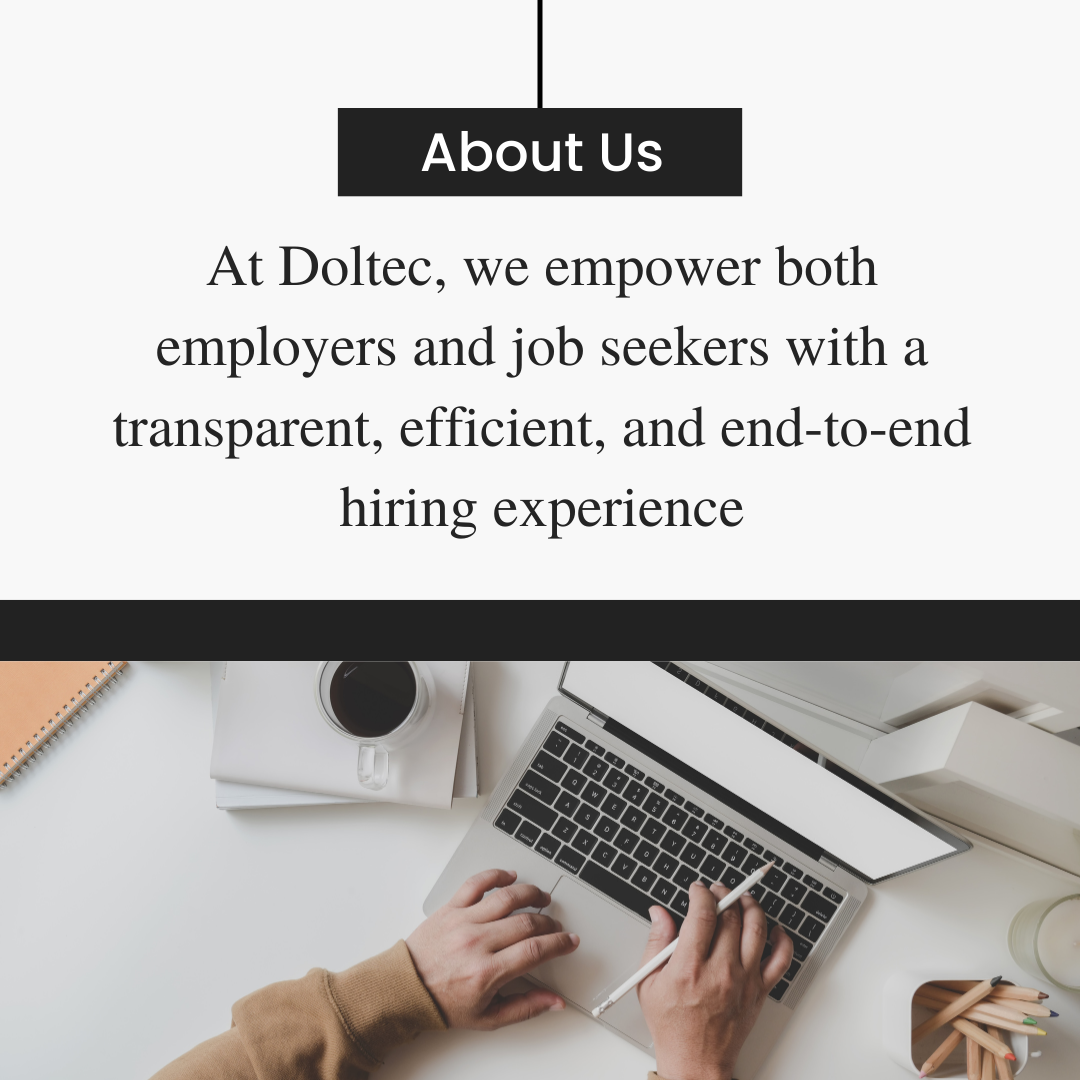 About Us
At Doltec, we empower both
employers and job seekers with a
transparent, efficient, and end-to-end
hiring experience